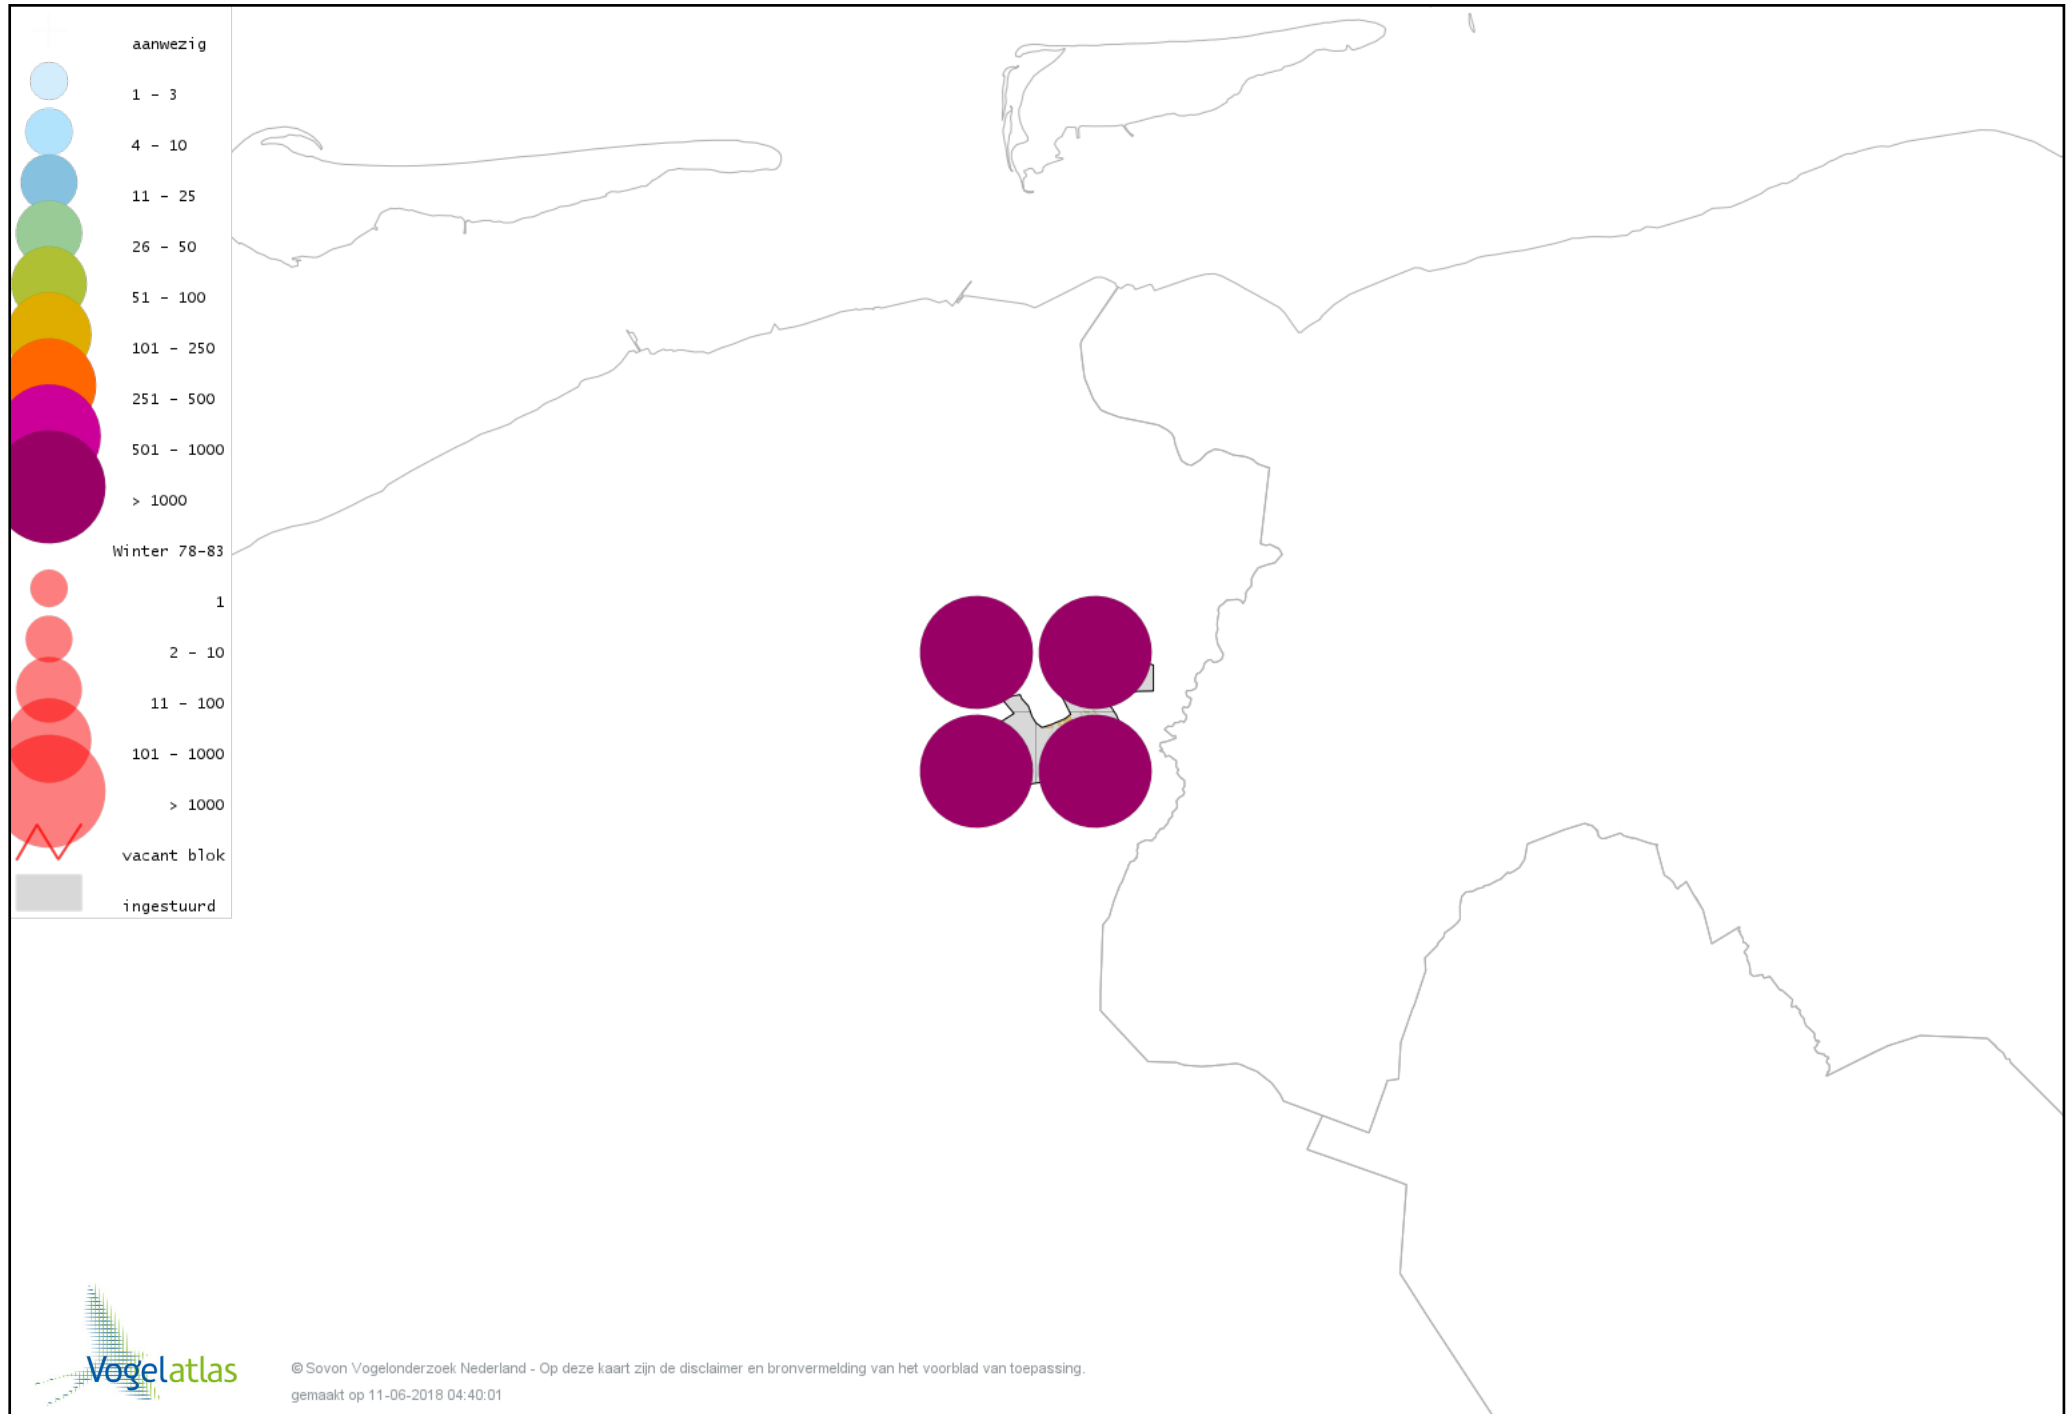 aanwezig
1 - 3
4 - 10
11 - 25
26 - 50
51 - 100
101 - 250
251 - 500
501 - 1000
> 1000
Winter 78-83
1
2 - 10
11 - 100
101 - 1000
> 1000
vacant blok
ingestuurd
Vogelatlas
© Sovon Vogelonderzoek Nederland - Op deze kaart zijn de disclaimer en bronvermelding van het voorblad van toepassing.
gemaakt op 11-06-2018 04:40:01